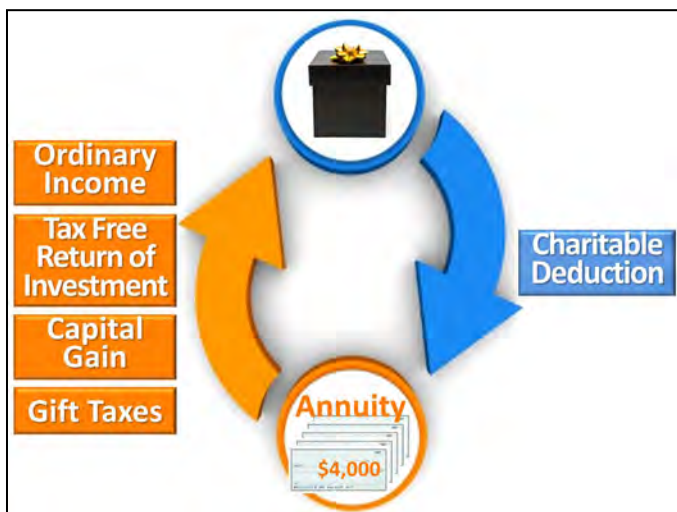 Ordinary
Income
Tax Free
Return of
Investment
Capital
Gain
Gift Taxes
Charitable
Deduction
Annuity
$4,000